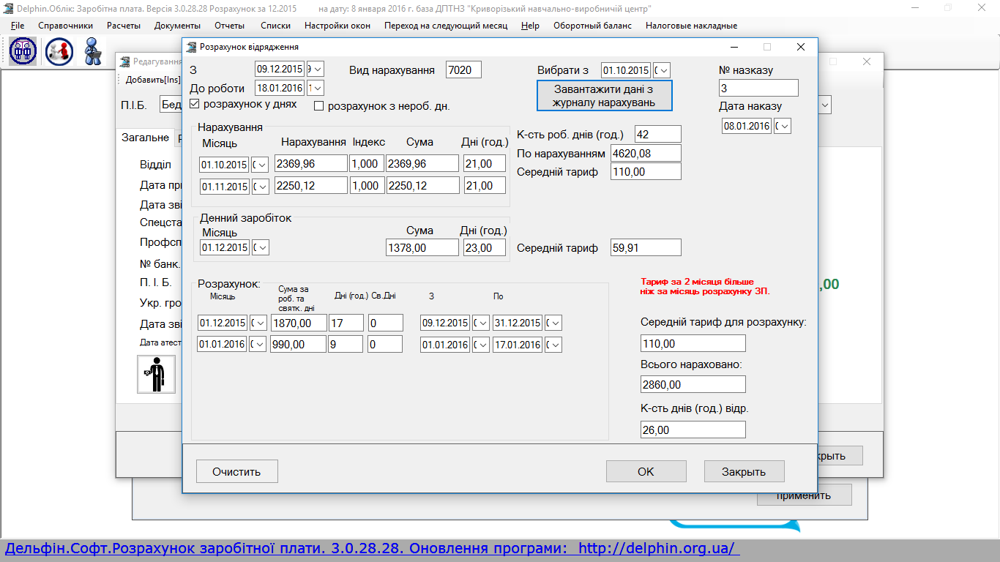 Delphin.Облік: Заробітна плата. Версія 3.0.28.28 Розрахунок за 12.2015 на дату: 8 января 2016 г. база ДПТНЗ "Криворізький навчально-виробничій центр"
File Справочники Расчеты Документы Отчеты Списки Настройки окон Переход на следующий месяц Help Оборотный баланс Налоговые накладные
Редагування
Добавить[Ins]
П.І.Б. Бед
Загальне
Відділ
Дата при
Дата зві
Спецста
Профсп
№ банк.
П. І. Б.
Укр. гро
Дата зві
Дата атест
,00
крыть
применить
Розрахунок відрядження
З 09.12.2015 Вид нарахування 7020 Вибрати з 01.10.2015 № назказу
До роботи 18.01.2016 Завантажити дані з 3
розрахунок у днях розрахунок з нероб. дн. журналу нарахувань Дата наказу
08.01.2016
Нарахування
Місяць Нарахування Індекс Сума Дні (год.) К-сть роб. днів (год.) 42
01.10.2015 2369,96 1,000 2369,96 21,00 По нарахуванням 4620,08
01.11.2015 2250,12 1,000 2250,12 21,00 Середній тариф 110,00
Денний заробіток
Місяць Сума Дні (год.)
01.12.2015 1378,00 23,00 Середній тариф 59,91
Розрахунок:
Місяць Сума за роб. та святк. дні Дні (год.) Св.Дні З По
01.12.2015 1870,00 17 0 09.12.2015 31.12.2015
01.01.2016 990,00 9 0 01.01.2016 17.01.2016
Тариф за 2 місяця більше
ніж за місяць розрахунку ЗП.
Середній тариф для розрахунку:
110,00
Всього нараховано:
2860,00
К-сть днів (год.) відр.
26,00
Очистить OK Закрыть
Дельфін.Софт.Розрахунок заробітної плати. 3.0.28.28. Оновлення програми: http://delphin.org.ua/